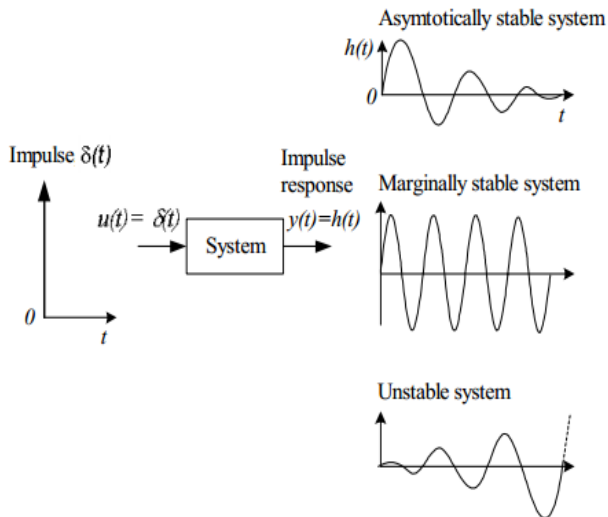 Asymtotically stable system
h(t)
0
t
Impulse δ(t)
0
t
u(t)= δ(t)
System
Impulse
response
y(t)=h(t)
Marginally stable system
Unstable system